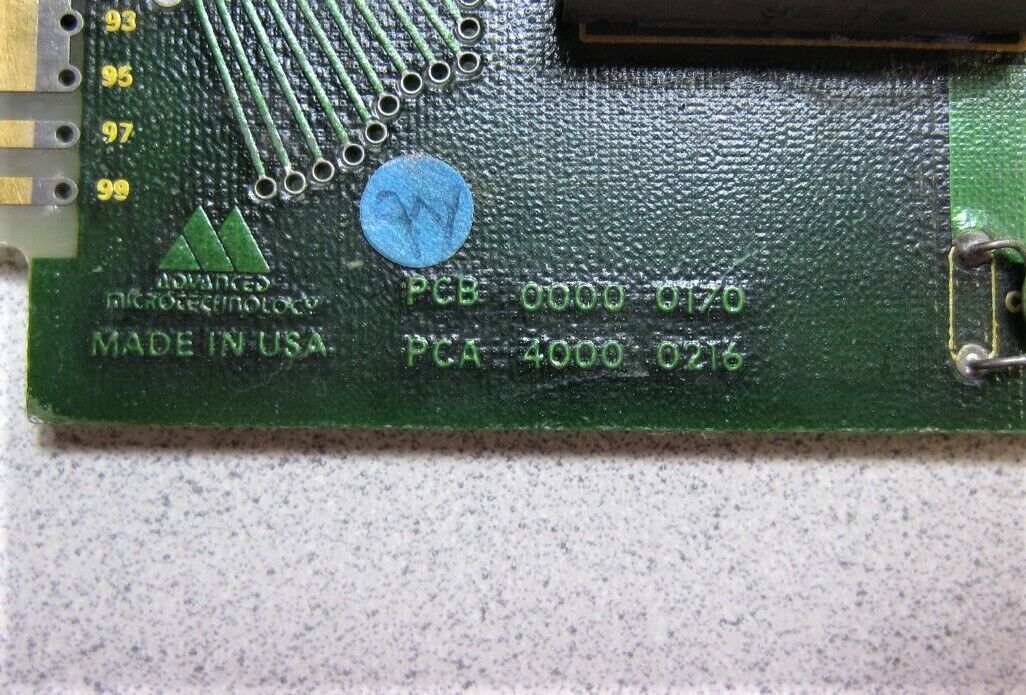 93
95
97
99
ADVANCED
MICROTECHNOLOGY
MADE IN USA
PCB 0000 0170
PCA 4000 0216